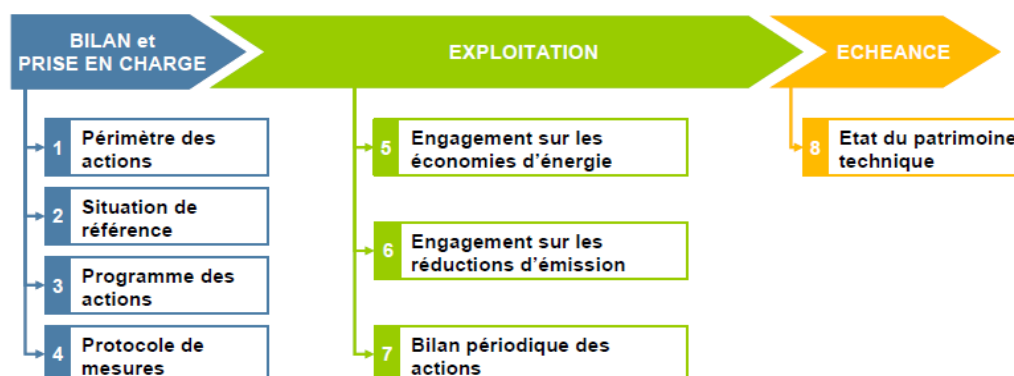 BILAN et
PRISE EN CHARGE
EXPLOITATION
ECHEANCE
1 Périmètre des
actions
2 Situation de
référence
3 Programme des
actions
4 Protocole de
mesures
5 Engagement sur les
économies d'énergie
6 Engagement sur les
réductions d'émission
7 Bilan périodique des
actions
8 Etat du patrimoine
technique